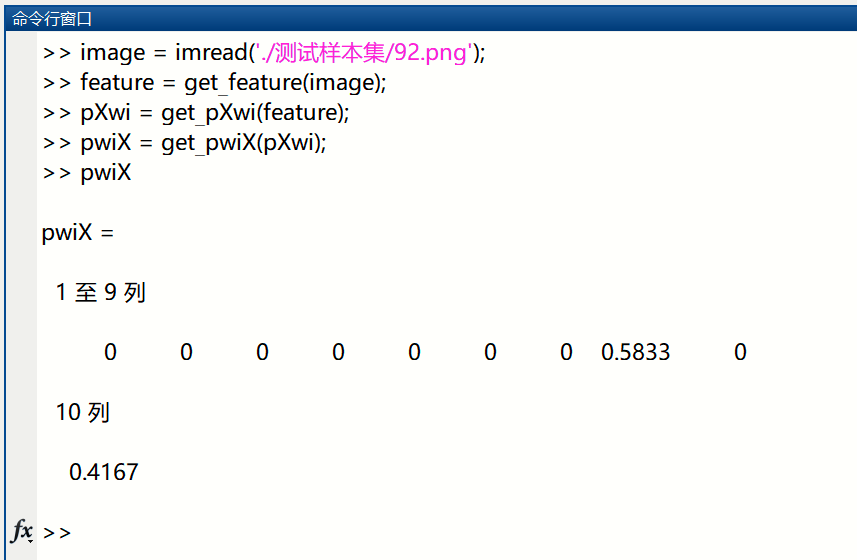 命令行窗口
>> image = imread('./测试样本集/92.png');
>> feature = get_feature(image);
>> pXwi = get_pXwi(feature);
>> pwiX = get_pwiX(pXwi);
>> pwiX
pwiX =
1 至 9 列
0 0 0 0 0 0 0 0.5833 0
10 列
0.4167
fx >>